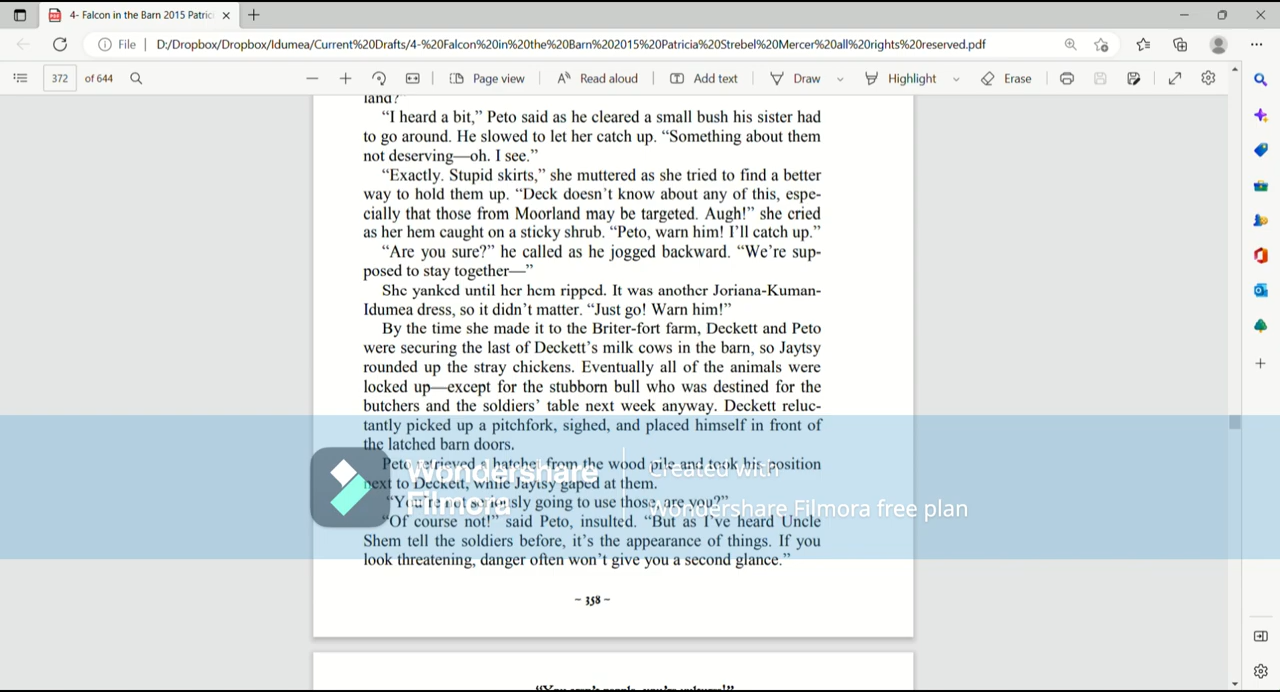 4- Falcon in the Barn 2015 Patric
File
D:/Dropbox/Dropbox/Idumea/Current%20Drafts/4-%20Falcon%20in%20the%20Barn%202015%20Patricia%20Strebel%20Mercer%20all%20rights%20reserved.pdf
372 of 644
Page view
Read aloud
Add text
Draw
Highlight
Erase
land?"
“I heard a bit,” Peto said as he cleared a small bush his sister had
to go around. He slowed to let her catch up. “Something about them
not deserving—oh. I see.”
“Exactly. Stupid skirts,” she muttered as she tried to find a better
way to hold them up. “Deck doesn’t know about any of this, espe-
cially that those from Moorland may be targeted. Augh!” she cried
as her hem caught on a sticky shrub. “Peto, warn him! I’ll catch up.”
“Are you sure?” he called as he jogged backward. “We’re sup-
posed to stay together—”
She yanked until her hem ripped. It was another Joriana-Kuman-
Idumea dress, so it didn’t matter. “Just go! Warn him!”
By the time she made it to the Briter-fort farm, Deckett and Peto
were securing the last of Deckett’s milk cows in the barn, so Jaytsy
rounded up the stray chickens. Eventually all of the animals were
locked up—except for the stubborn bull who was destined for the
butchers and the soldiers’ table next week anyway. Deckett reluc-
tantly picked up a pitchfork, sighed, and placed himself in front of
the latched barn doors.
Peto retrieved a hatchet from the wood pile and took his position
next to Deckett, while Jaytsy gaped at them.
“You’re not seriously going to use those, are you?”
“Of course not!” said Peto, insulted. “But as I’ve heard Uncle
Shem tell the soldiers before, it’s the appearance of things. If you
look threatening, danger often won’t give you a second glance.”
~ 358 ~
Wondershare
Filmora
Created with
Wondershare Filmora free plan